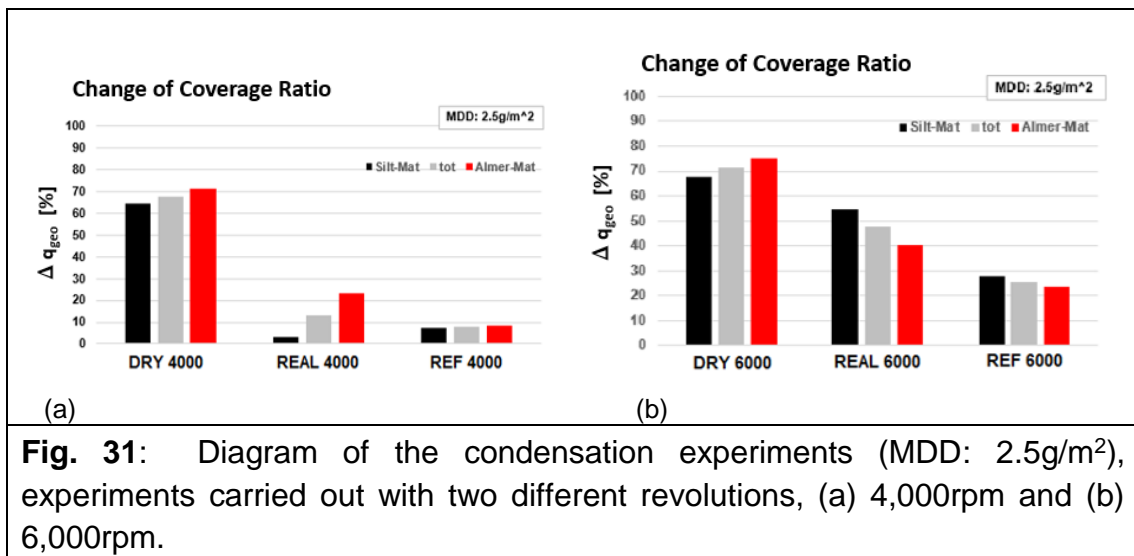 Change of Coverage Ratio
MDD: 2.5g/m^2
Silt-Mat tot Almer-Mat
Δ qgeo [%]
100
90
80
70
60
50
40
30
20
10
0
DRY 4000 REAL 4000 REF 4000
(a)
Change of Coverage Ratio
MDD: 2.5g/m^2
Silt-Mat tot Almer-Mat
Δ qgeo [%]
100
90
80
70
60
50
40
30
20
10
0
DRY 6000 REAL 6000 REF 6000
(b)
Fig. 31: Diagram of the condensation experiments (MDD: 2.5g/m²),
experiments carried out with two different revolutions, (a) 4,000rpm and (b)
6,000rpm.